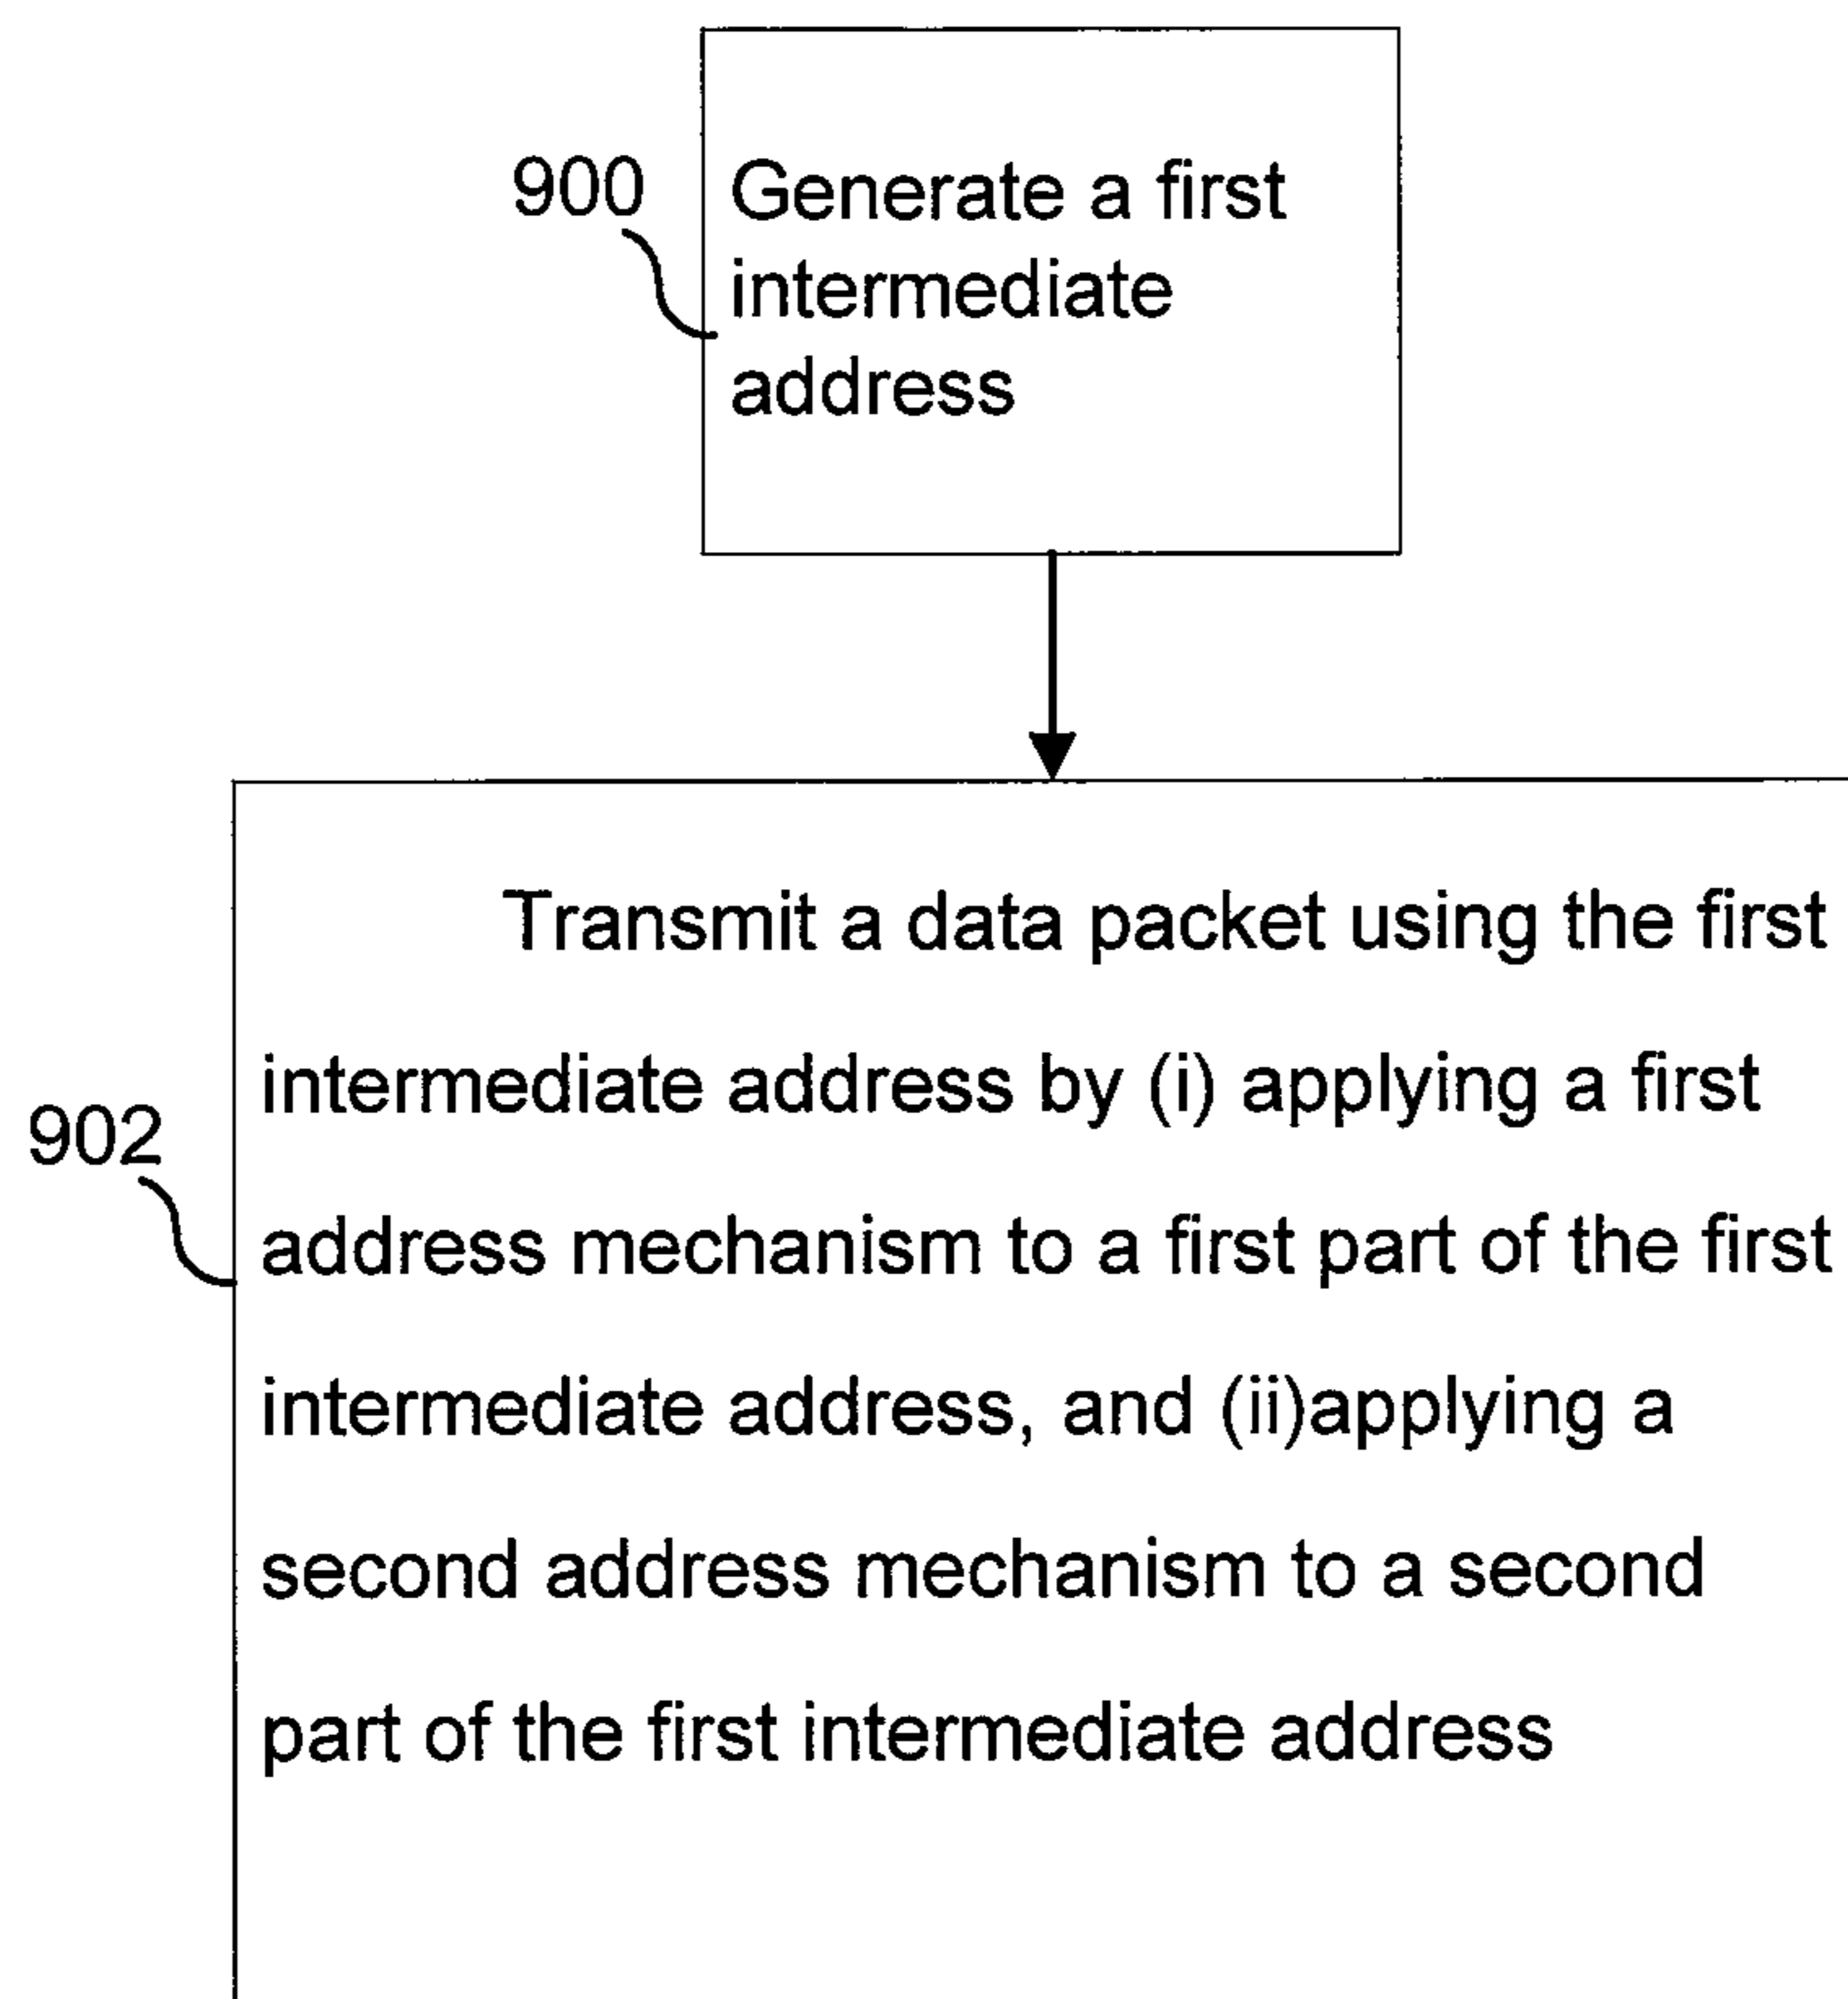 900
Generate a first
intermediate
address
Transmit a data packet using the first
intermediate address by (i) applying a first
902
address mechanism to a first part of the first
intermediate address, and (ii)applying a
second address mechanism to a second
part of the first intermediate address